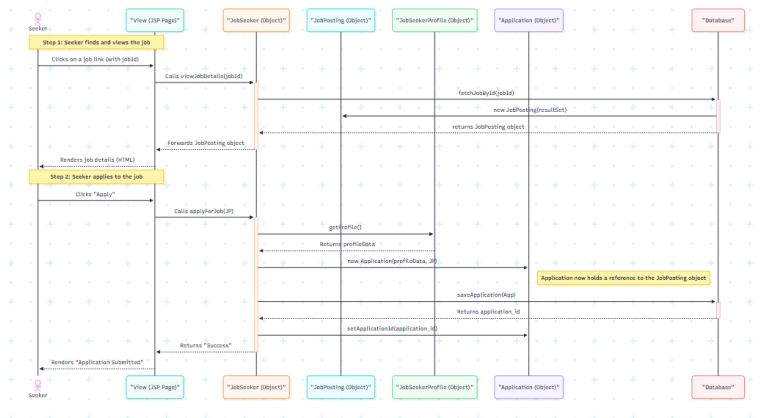 "View (JSP Page)"
"JobSeeker (Object)"
"JobPosting (Object)"
"JobSeekerProfile (Object)"
"Application (Object)"
"Database"
Seeker
Step 1: Seeker finds and views the job
Clicks on a job link (with jobId)
Calls viewJobDetails(jobId)
fetchJobById(jobId)
new JobPosting(resultSet)
returns JobPosting object
Forwards JobPosting object
Renders job details (HTML)
Step 2: Seeker applies to the job
Clicks "Apply"
Calls applyForJob(JP)
getProfile()
Returns profileData
new Application(profileData, JP)
Application now holds a reference to the JobPosting object
saveApplication(App)
Returns application_id
setApplicationId(application_id)
Returns "Success"
Renders "Application Submitted"
Seeker
"View (JSP Page)"
"JobSeeker (Object)"
"JobPosting (Object)"
"JobSeekerProfile (Object)"
"Application (Object)"
"Database"